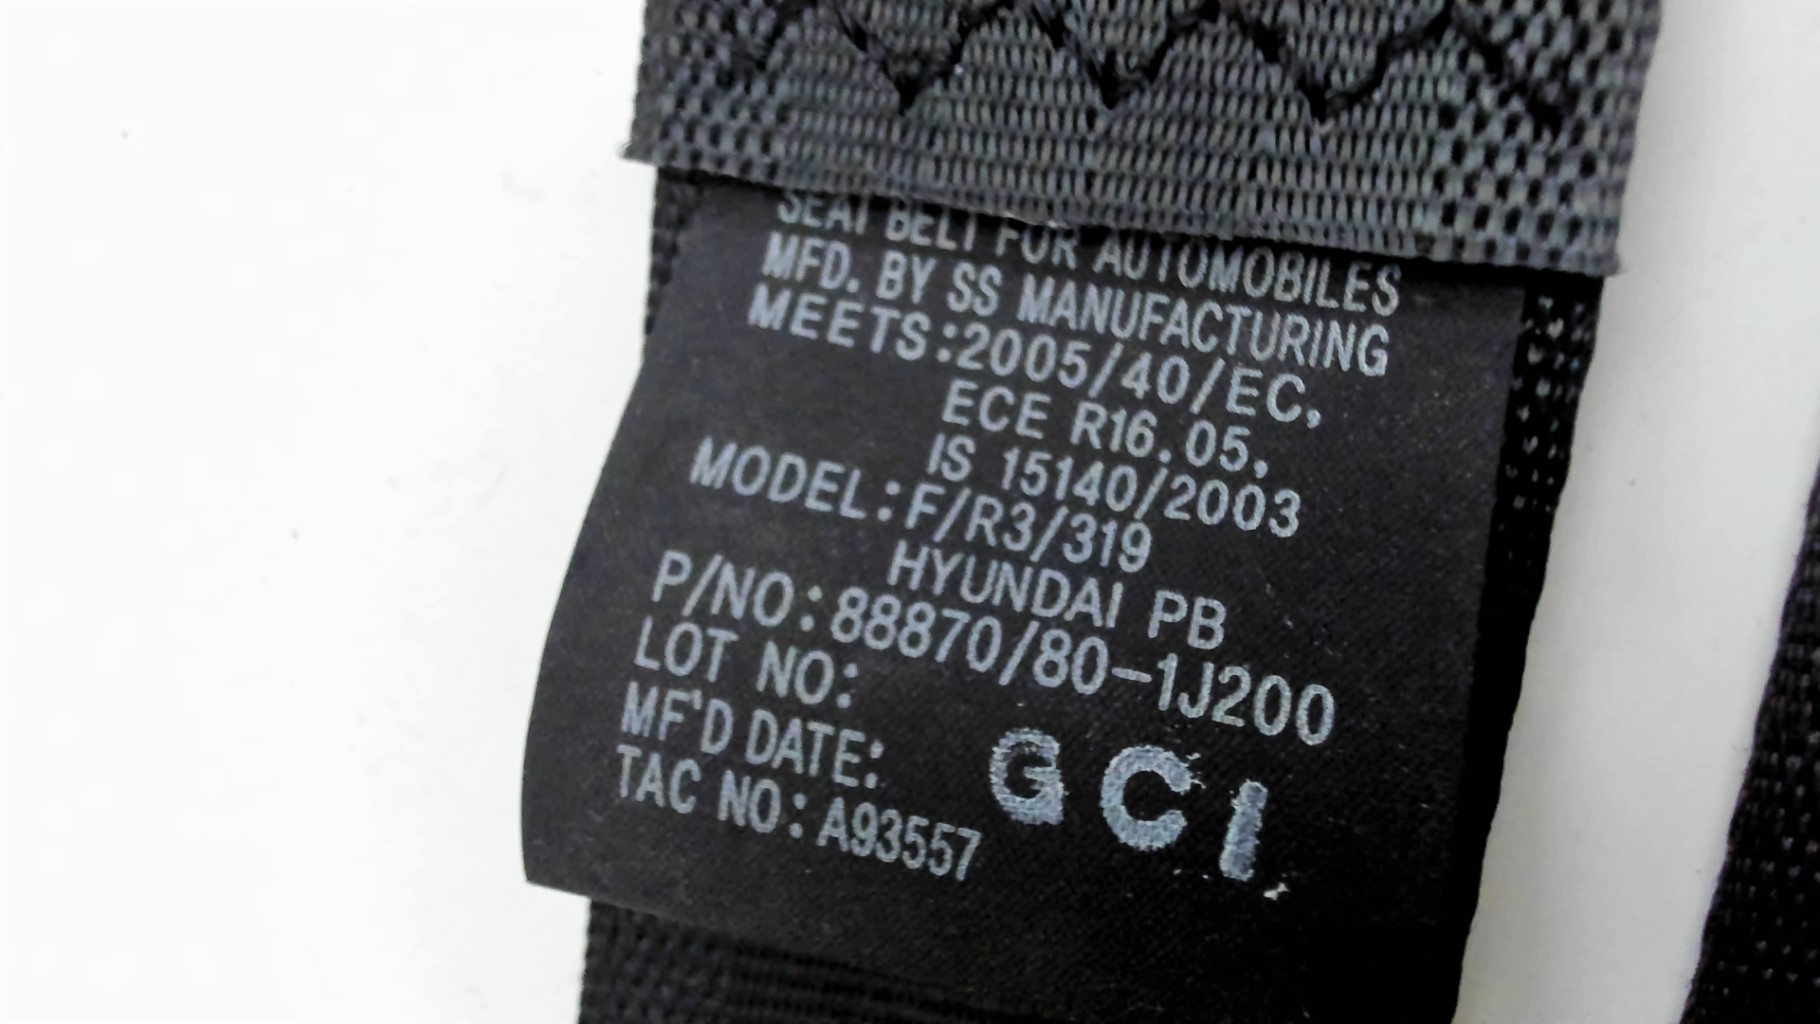 SEAT BELT FOR AUTOMOBILES
MFD. BY SS MANUFACTURING
MEETS:2005/40/EC,
ECE R16.05.
IS 15140/2003
MODEL:F/R3/319
HYUNDAI PB
P/NO:88870/80-1J200
LOT NO:
MF'D DATE: GCI
TAC NO:A93557